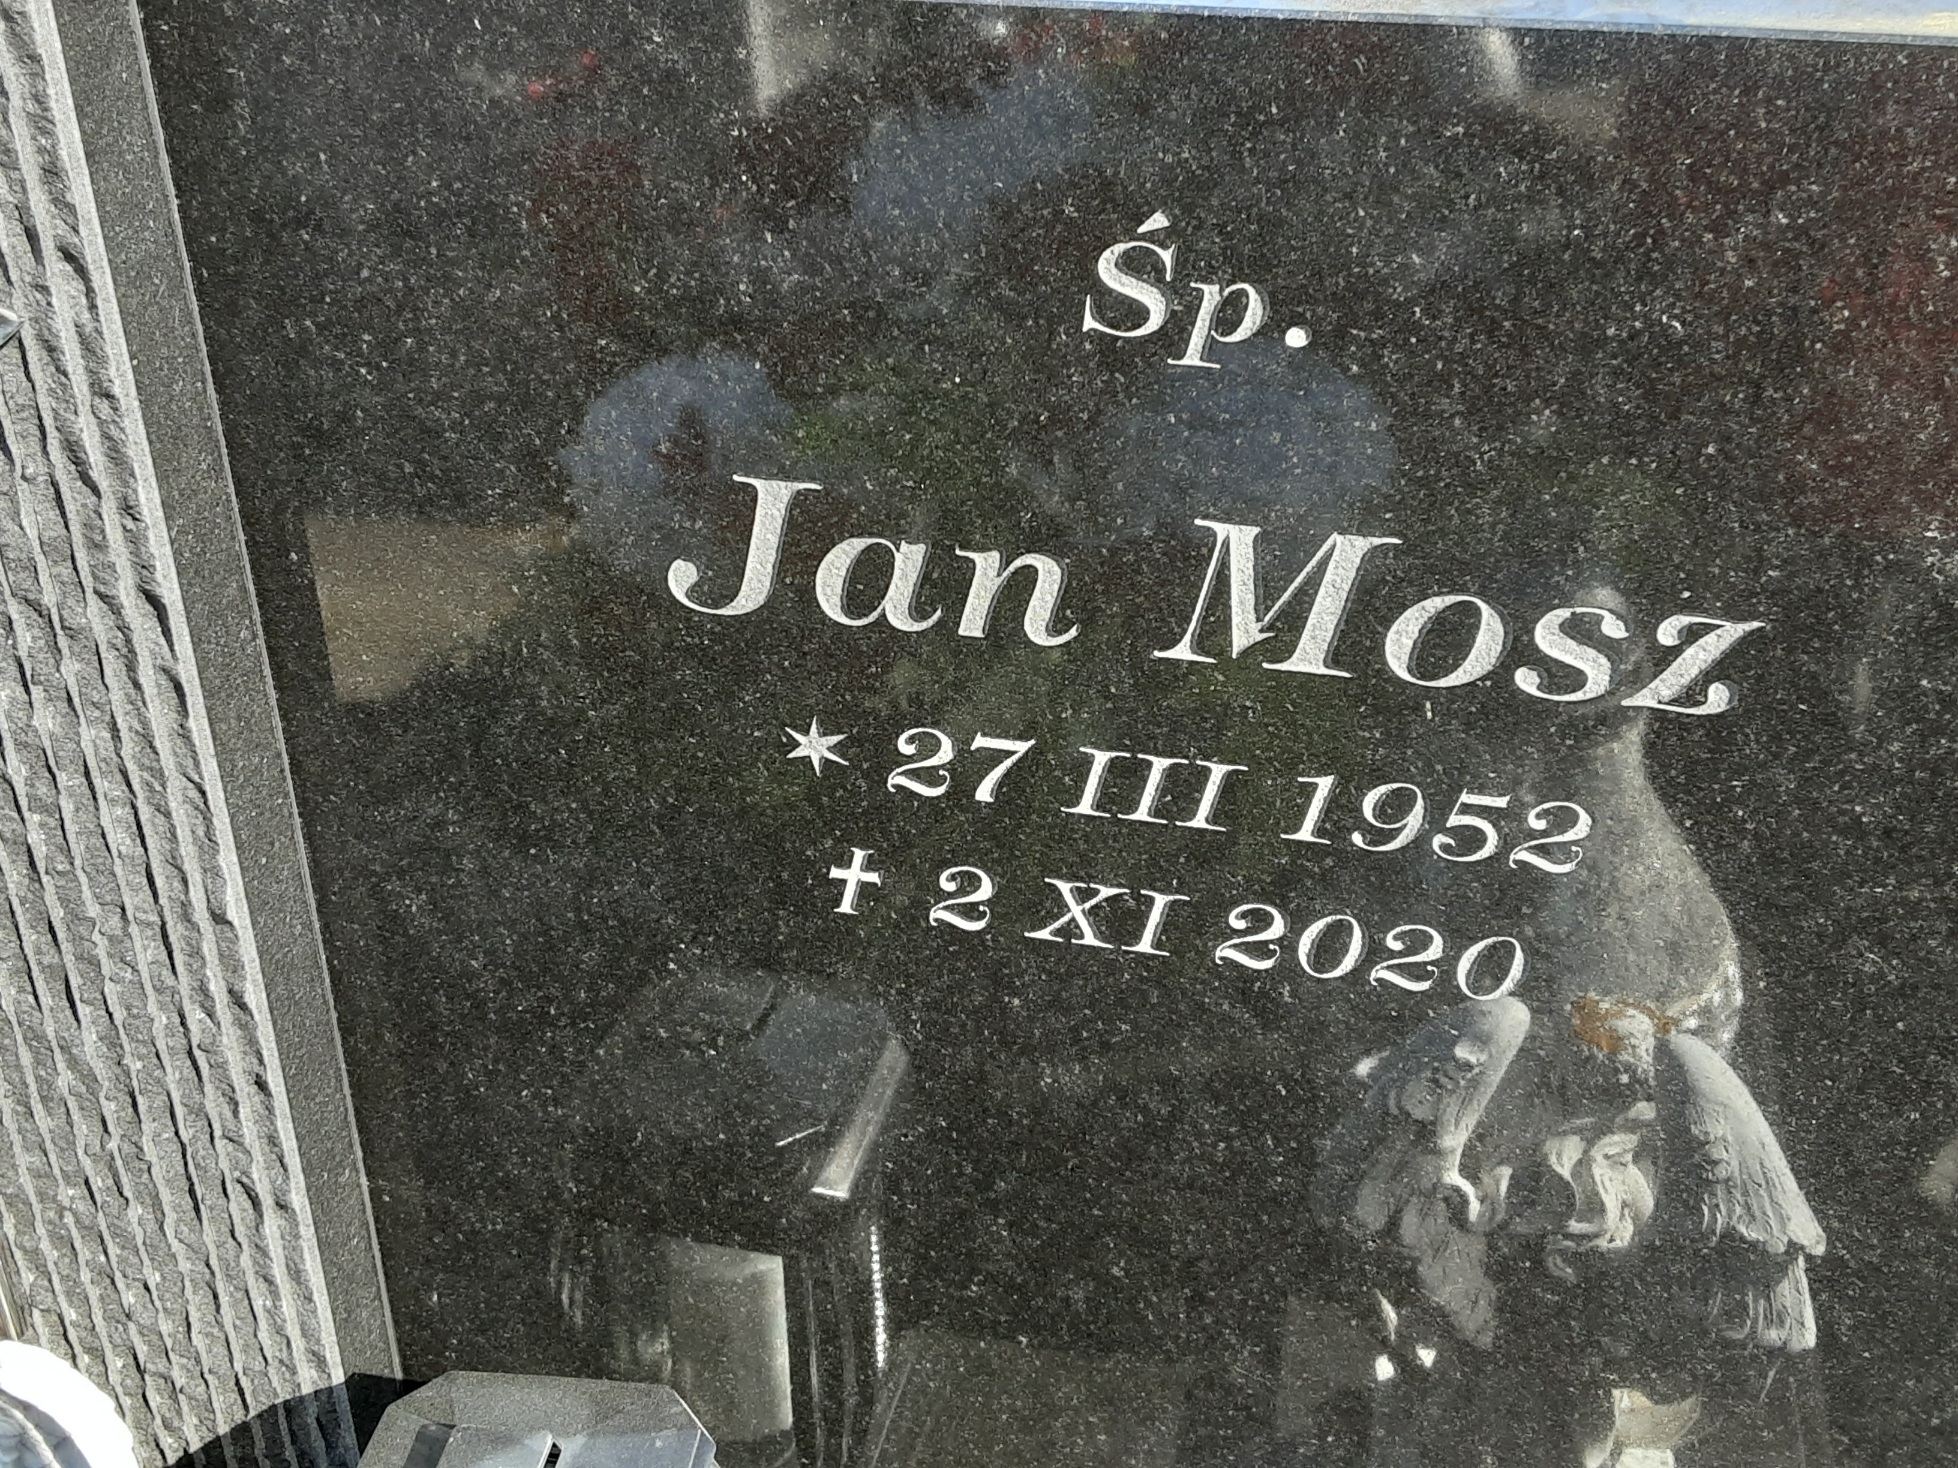 Śp.
Jan Mosz
* 27 III 1952
† 2 XI 2020